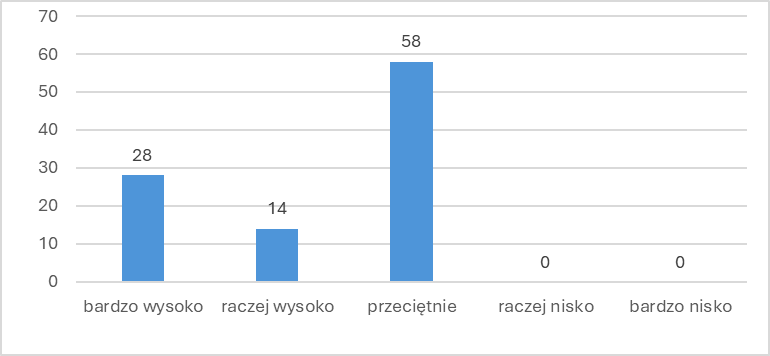 70
60
50
40
30
20
10
0
28
14
58
0
0
bardzo wysoko
raczej wysoko
przeciętnie
raczej nisko
bardzo nisko